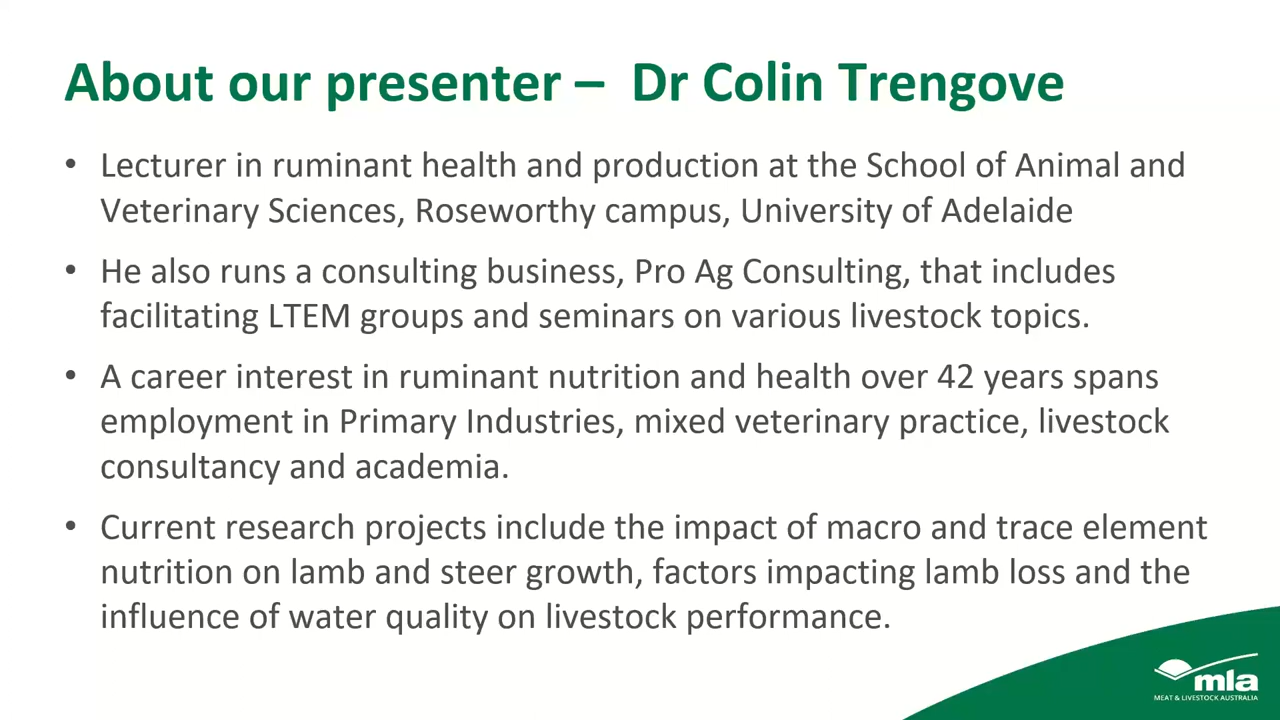 About our presenter – Dr Colin Trengove
• Lecturer in ruminant health and production at the School of Animal and
Veterinary Sciences, Roseworthy campus, University of Adelaide
• He also runs a consulting business, Pro Ag Consulting, that includes
facilitating LTEM groups and seminars on various livestock topics.
• A career interest in ruminant nutrition and health over 42 years spans
employment in Primary Industries, mixed veterinary practice, livestock
consultancy and academia.
• Current research projects include the impact of macro and trace element
nutrition on lamb and steer growth, factors impacting lamb loss and the
influence of water quality on livestock performance.
mla
MEAT & LIVESTOCK AUSTRALIA